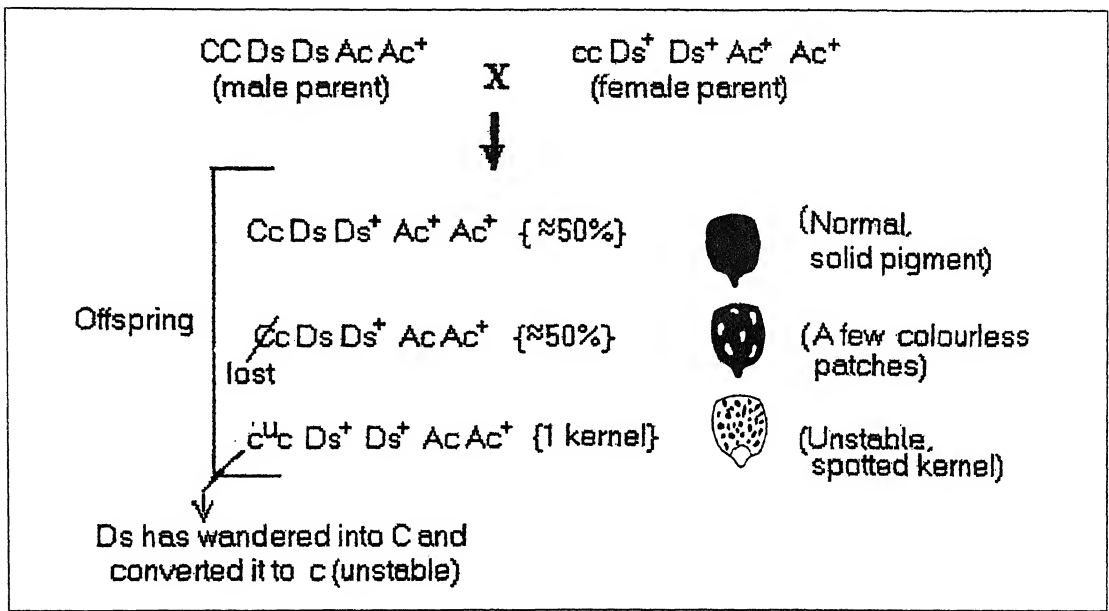 CC Ds Ds Ac Ac⁺
(male parent)
X
cc Ds⁺ Ds⁺ Ac⁺ Ac⁺
(female parent)
Offspring
Cc Ds Ds⁺ Ac⁺ Ac⁺ {≈50%}
(Normal,
solid pigment)
Cc Ds Ds⁺ Ac Ac⁺ {≈50%}
lost
(A few colourless
patches)
cᵘc Ds⁺ Ds⁺ Ac Ac⁺ {1 kernel}
(Unstable,
spotted kernel)
Ds has wandered into C and
converted it to c (unstable)